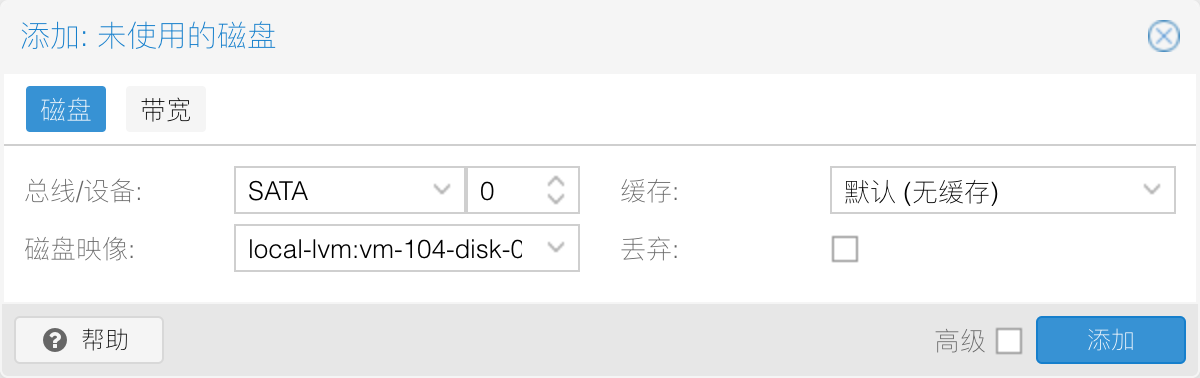 添加: 未使用的磁盘
磁盘 带宽
总线/设备: SATA 0 缓存: 默认 (无缓存)
磁盘映像: local-lvm:vm-104-disk-0 丢弃:
? 帮助 高级 添加